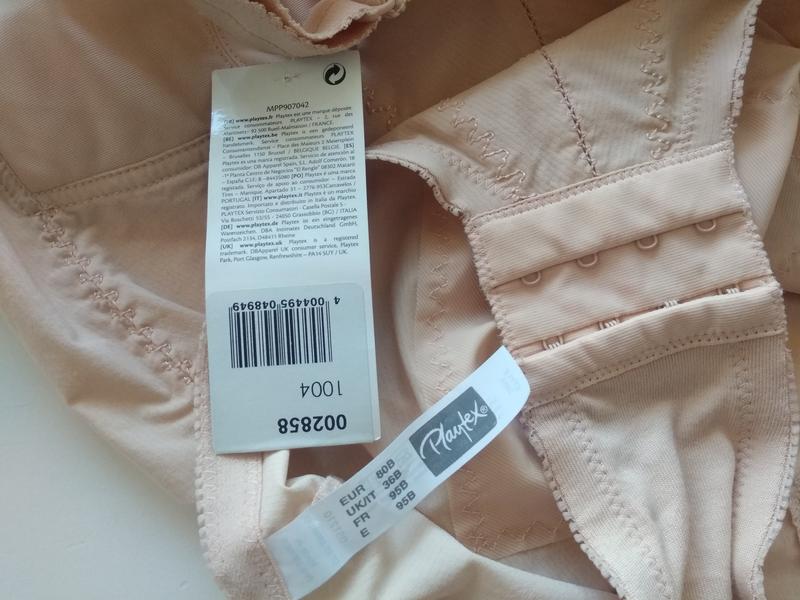 MPP907042
[FR] www.playtex.fr Playtex est une marque déposée
Service consommateurs PLAYTEX – 2, rue des
Martinets - 92 500 Rueil-Malmaison / FRANCE.
[BE] www.playtex.be Playtex is een gedeponeerd
handelsmerk. Service consommateurs PLAYTEX
Consumentendienst – Place des Maïeurs 2 Meiersplein
– Bruxelles 1150 Brussel / BELGIQUE BELGIË. [ES]
Playtex es una marca registrada. Servicio de atención al
consumidor: DB Apparel Spain, S.L. Adolf Comerón, 18
-1ª Planta Centro de Negocios "El Rengle" 08302 Mataró
– España C.I.F.: B -84435080 [PO] Playtex é uma marca
registrada. Serviço de apoio ao consumidor – Estrada
Tires – Manique, Apartado 31 – 2776-953Carcavelos /
PORTUGAL [IT] www.playtex.it Playtex è un marchio
registrato. Importato e distribuito in Italia da Playtex.
PLAYTEX Servizio Consumatori - Casella Postale 5 -
Via Boschetti 53/55 - 24050 Grassobbio (BG) / ITALIA
[DE] www.playtex.de Playtex ist ein eingetragenes
Warenzeichen. DBA Intimates Deutschland GmbH,
Postfach 2134, D48411 Rheine
[UK] www.playtex.uk Playtex is a registered
trademark. DBApparel UK consumer service, Playtex
Park, Port Glasgow, Renfrewshire – PA14 5UY / UK.
4 004495 048949
1004
002858
Playtex®
EUR 80B
UK/IT 36B
FR 95B
E 95B